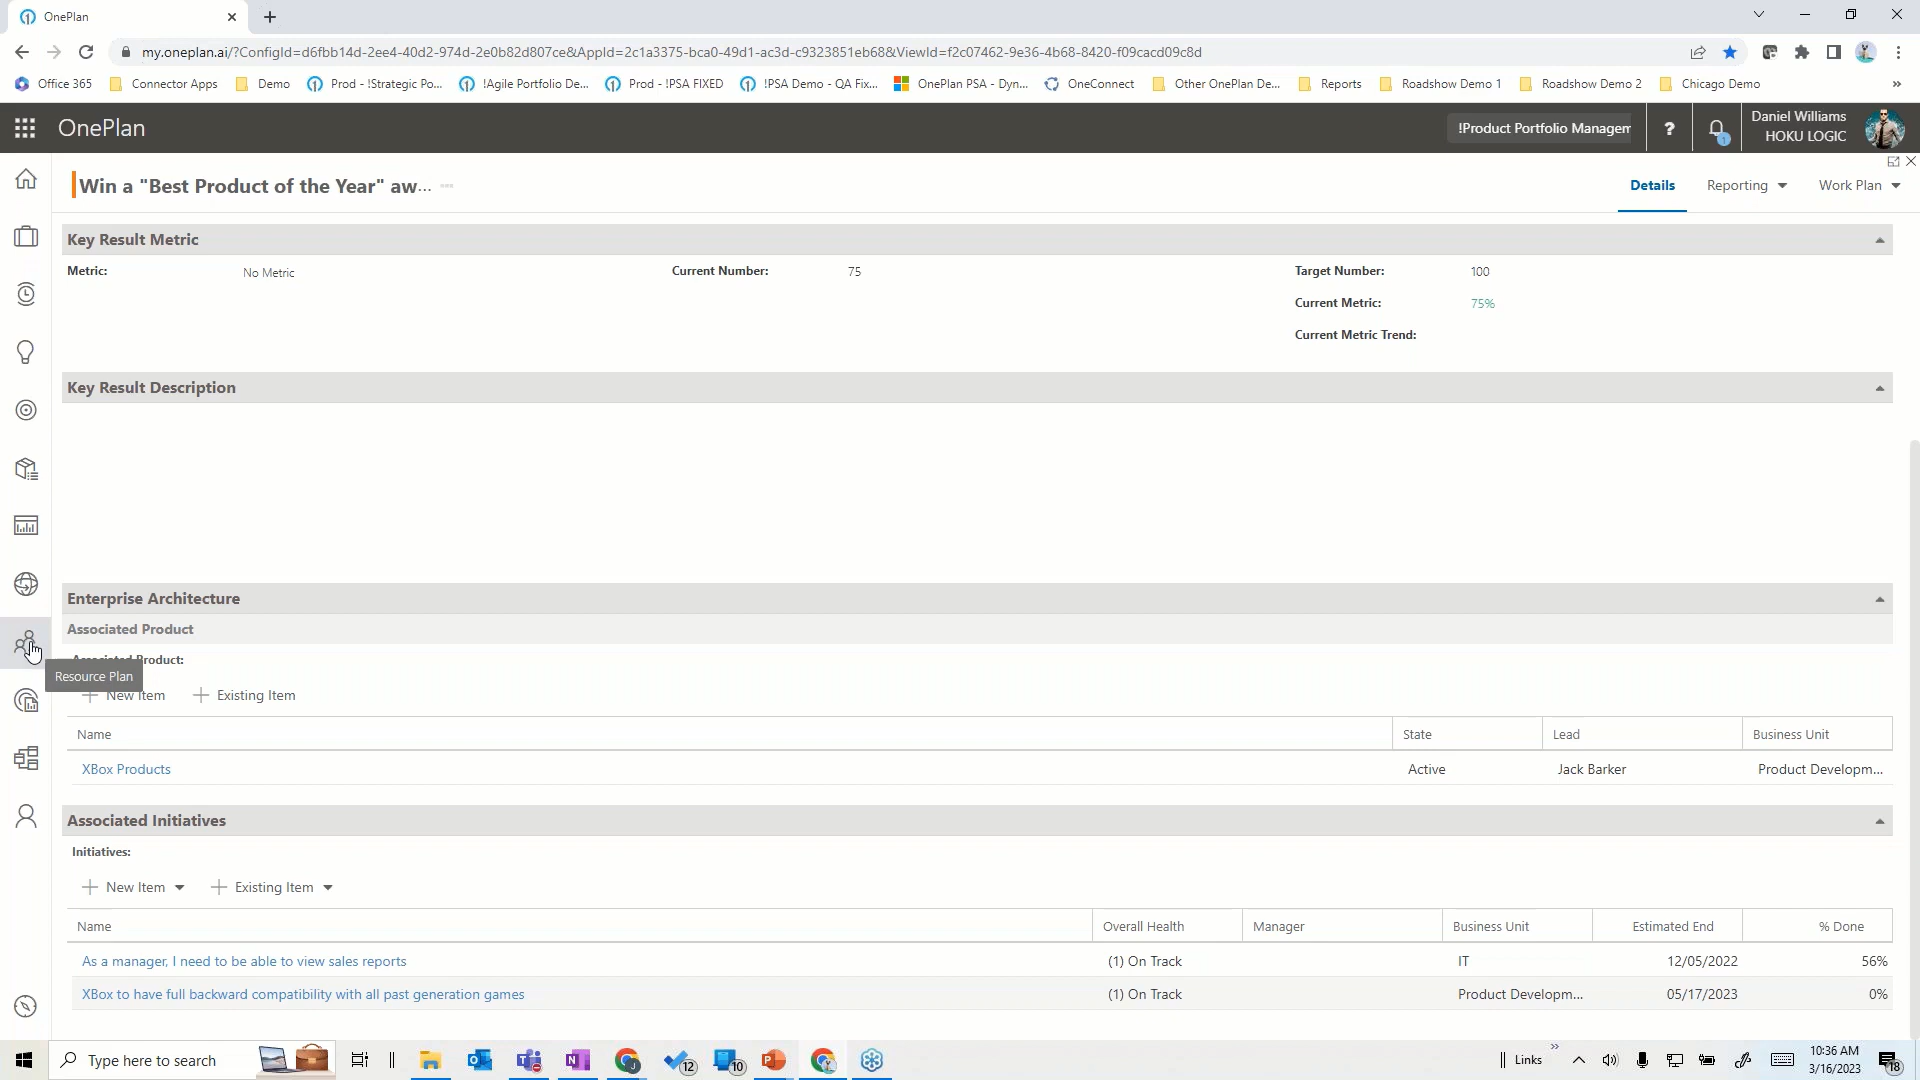 OnePlan
my.oneplan.ai/?ConfigId=d6fbb14d-2ee4-40d2-974d-2e0b82d807ce&AppId=2c1a3375-bca0-49d1-ac3d-c9323851eb68&ViewId=f2c07462-9e36-4b68-8420-f09cacd09c8d
Office 365 Connector Apps Demo Prod - !Strategic Po... !Agile Portfolio De... Prod - !PSA FIXED !PSA Demo - QA Fix... OnePlan PSA - Dyn... OneConnect Other OnePlan De... Reports Roadshow Demo 1 Roadshow Demo 2 Chicago Demo »
OnePlan !Product Portfolio Managem ? 1 Daniel Williams
HOKU LOGIC
Win a "Best Product of the Year" aw... Details Reporting Work Plan
Key Result Metric
Metric: No Metric Current Number: 75 Target Number: 100
Current Metric: 75%
Current Metric Trend:
Key Result Description
Enterprise Architecture
Associated Product
Associated Product:
Resource Plan
New Item Existing Item
Name State Lead Business Unit
XBox Products Active Jack Barker Product Developm...
Associated Initiatives
Initiatives:
New Item Existing Item
Name Overall Health Manager Business Unit Estimated End % Done
As a manager, I need to be able to view sales reports (1) On Track IT 12/05/2022 56%
XBox to have full backward compatibility with all past generation games (1) On Track Product Developm... 05/17/2023 0%
Type here to search 12 10 Links » 10:36 AM
3/16/2023 18